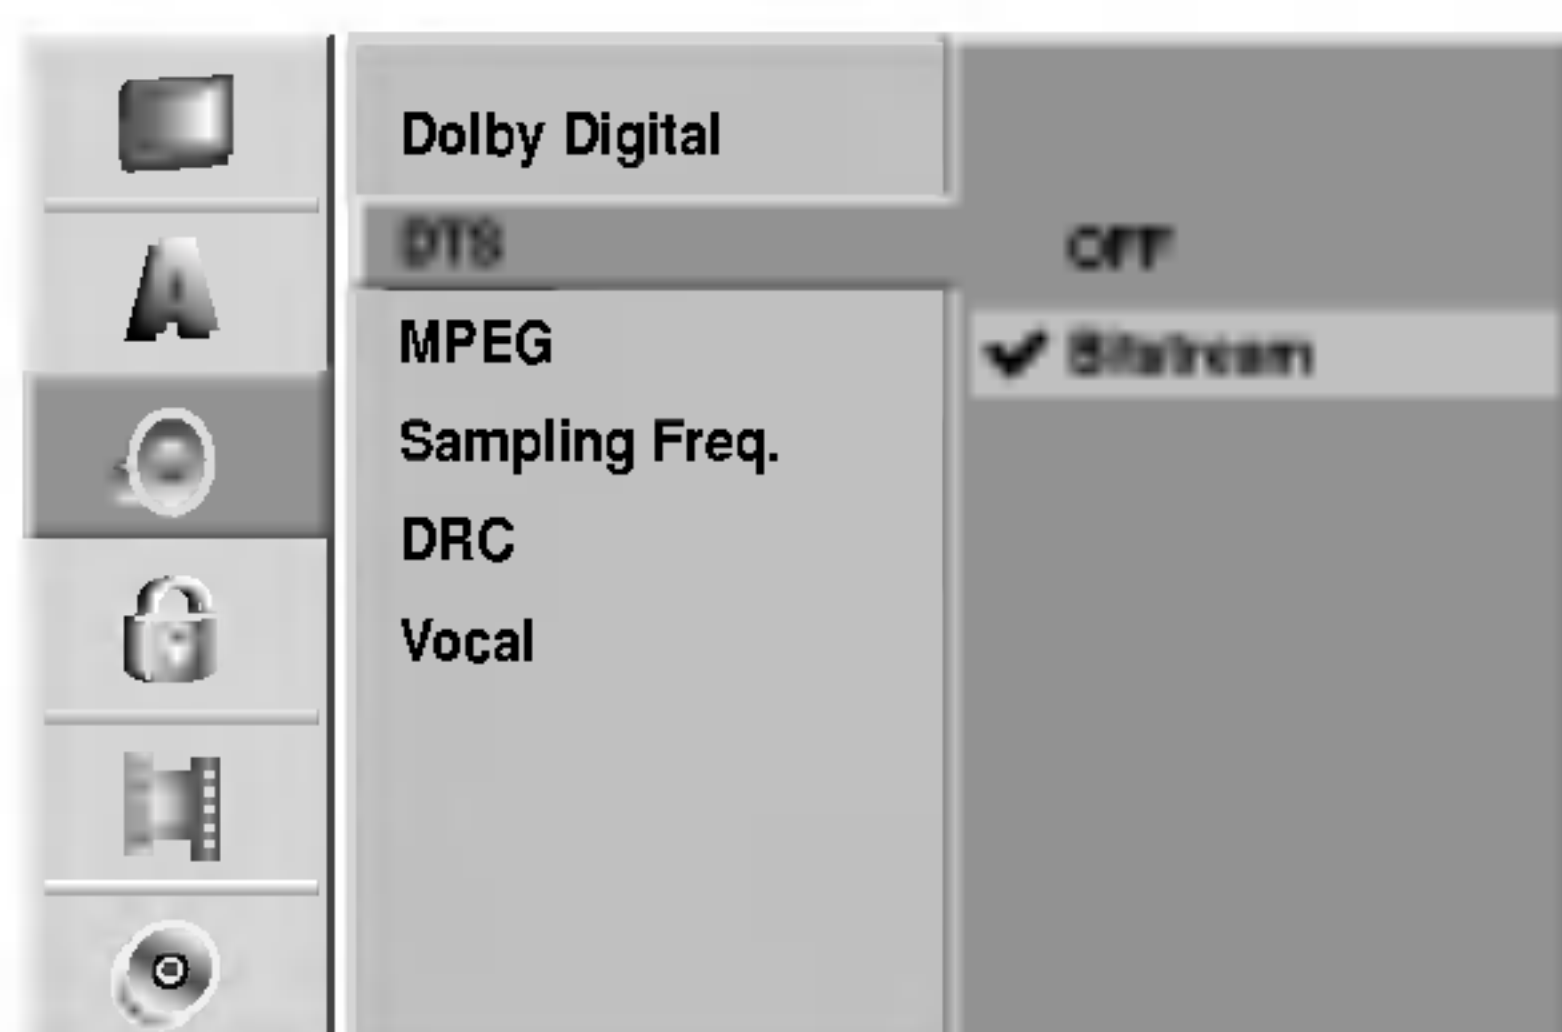 Dolby Digital
DTS
OFF
MPEG
Bitstream
Sampling Freq.
DRC
Vocal